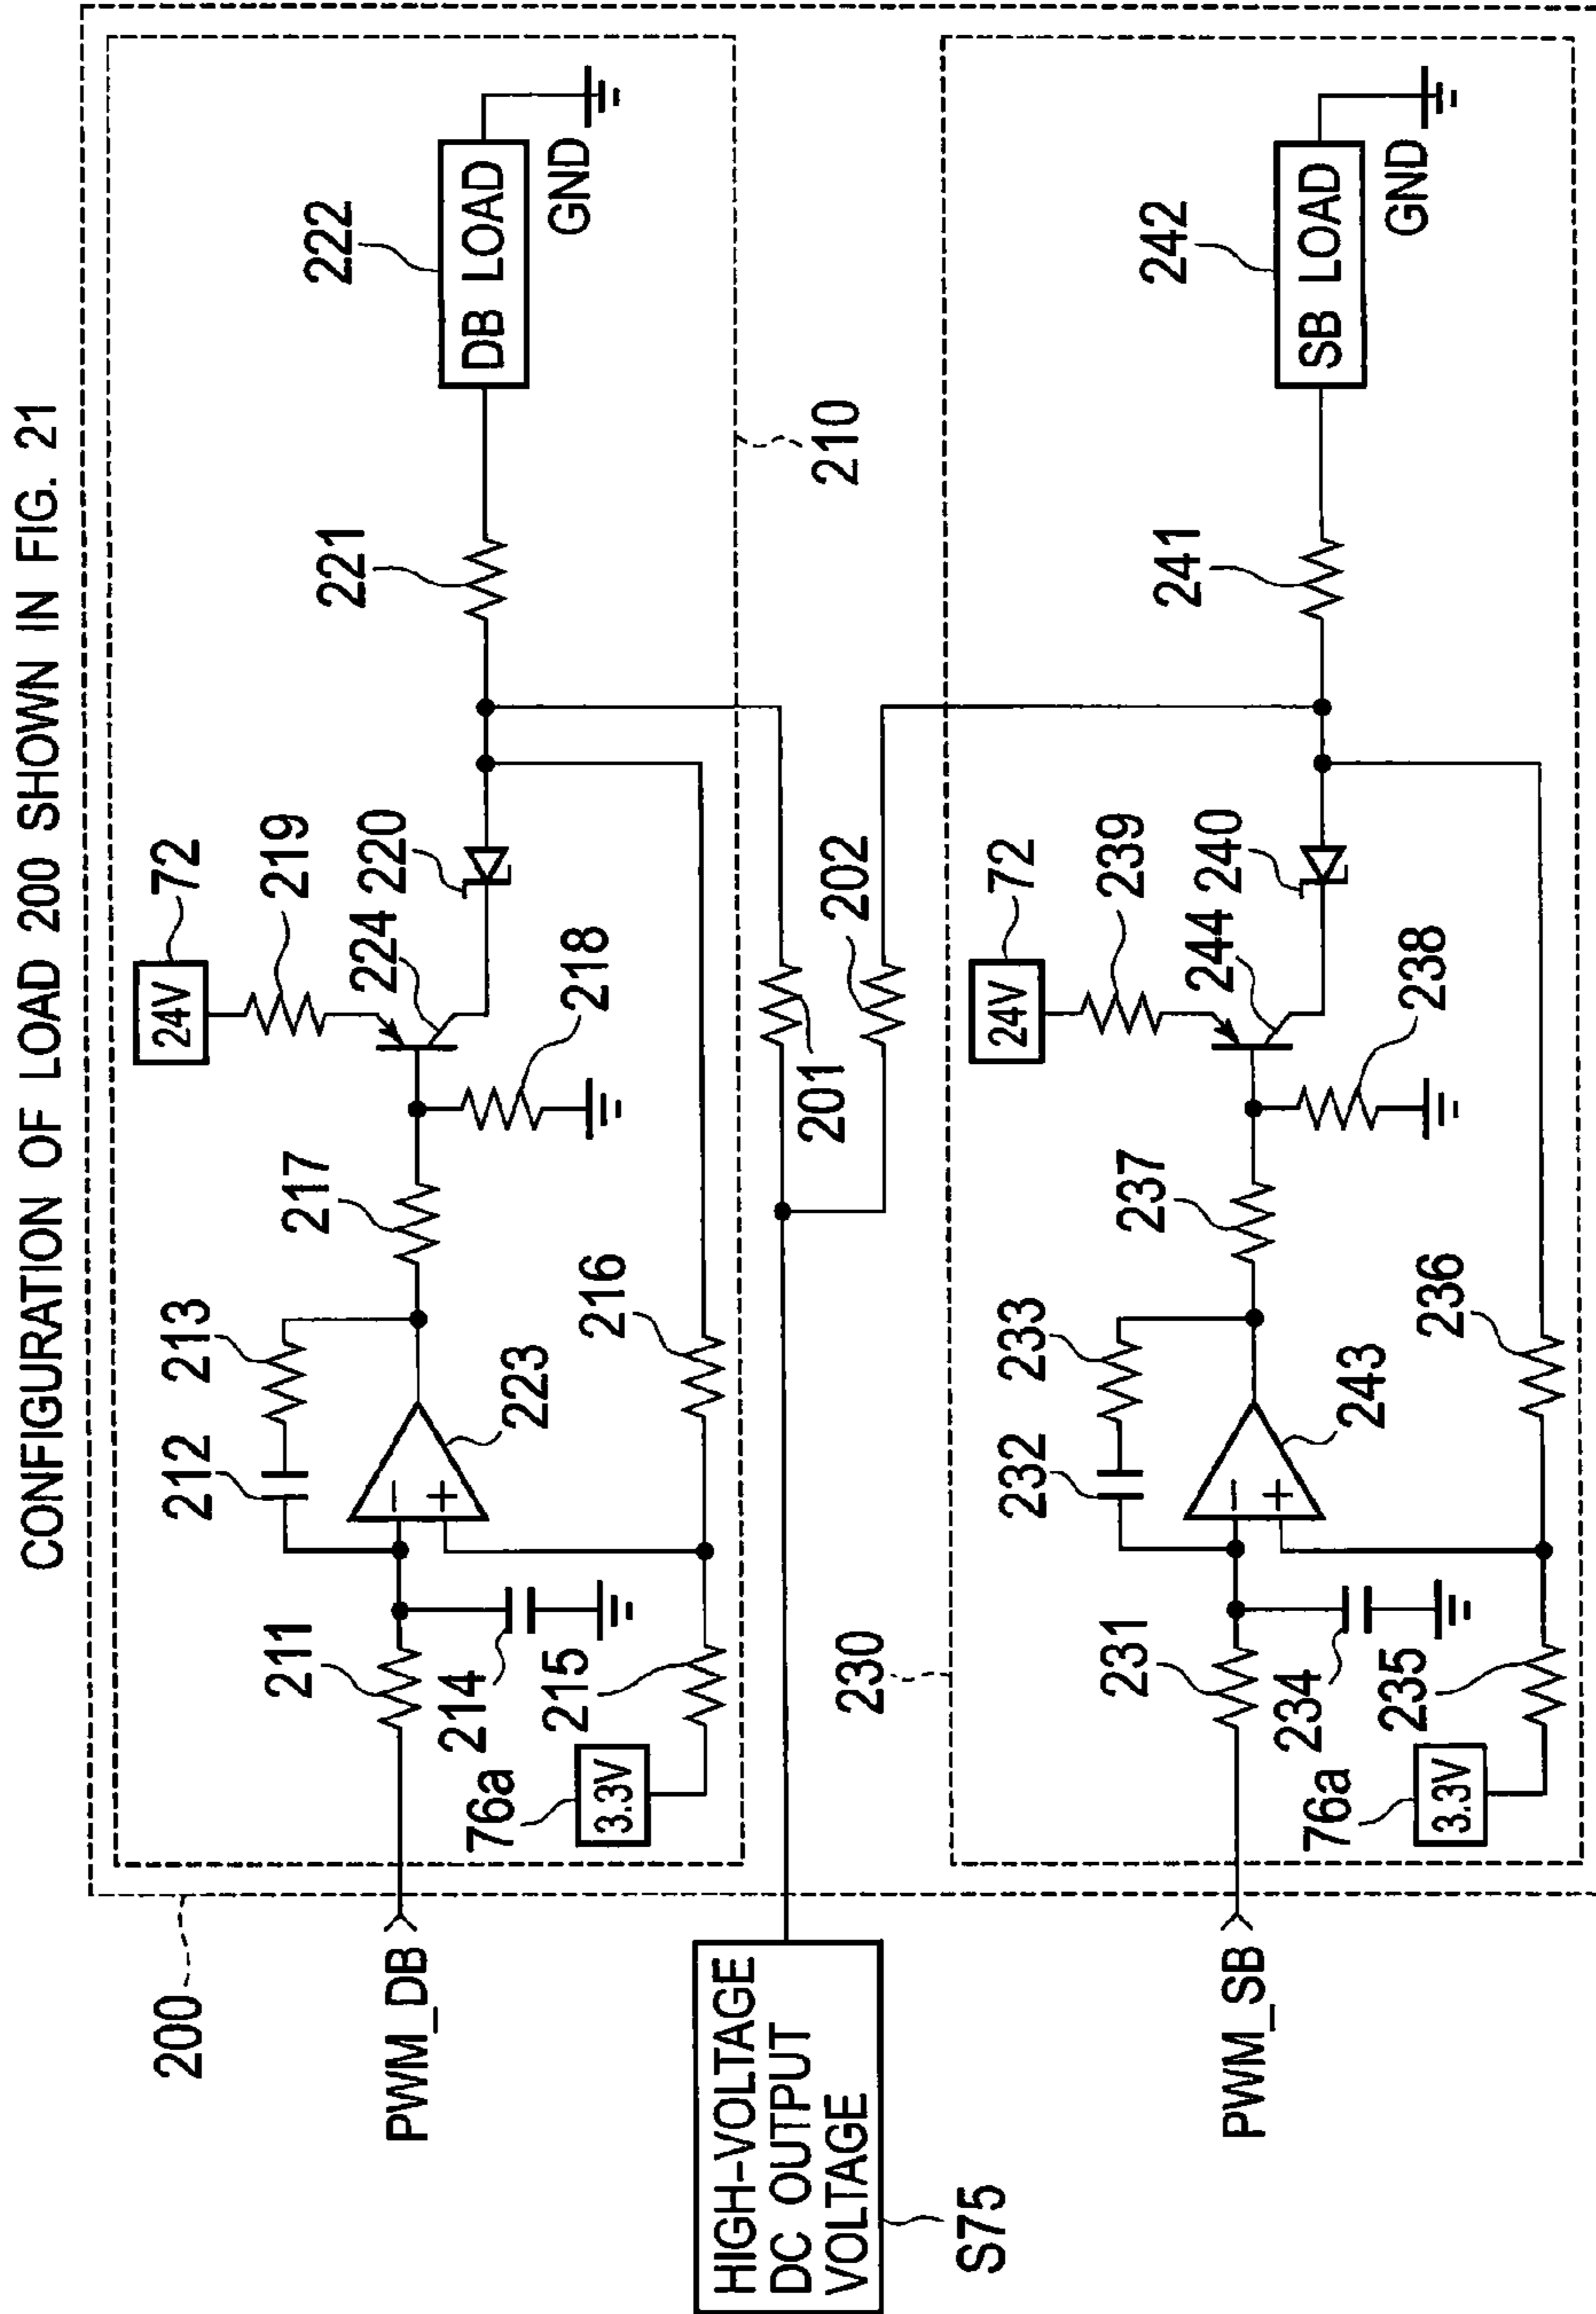 CONFIGURATION OF LOAD 200 SHOWN IN FIG. 21
200
PWM_DB
211
212
213
214
215
76a
3.3V
223
216
217
218
24V
72
219
224
220
221
222
DB LOAD
GND
210
HIGH-VOLTAGE
DC OUTPUT
VOLTAGE
S75
201
202
230
PWM_SB
231
232
233
234
235
76a
3.3V
243
236
237
238
24V
72
239
244
240
241
242
SB LOAD
GND